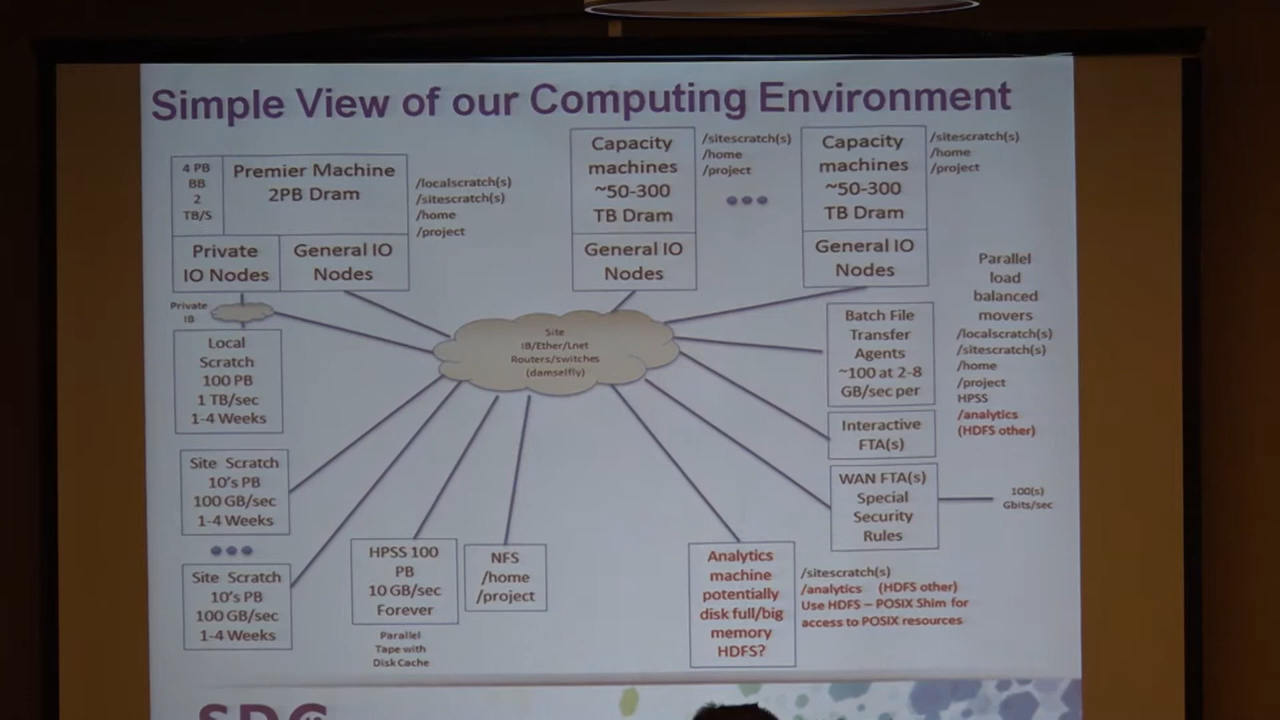 Simple View of our Computing Environment
4 PB
BB
2
TB/S
Premier Machine
2PB Dram
/localscratch(s)
/sitescratch(s)
/home
/project
Private
IO Nodes
General IO
Nodes
Capacity
machines
~50-300
TB Dram
/sitescratch(s)
/home
/project
General IO
Nodes
Capacity
machines
~50-300
TB Dram
/sitescratch(s)
/home
/project
General IO
Nodes
Private
IB
Local
Scratch
100 PB
1 TB/sec
1-4 Weeks
Site
IB/Ether/Lnet
Routers/switches
(damselfly)
Batch File
Transfer
Agents
~100 at 2-8
GB/sec per
Parallel
load
balanced
movers
/localscratch(s)
/sitescratch(s)
/home
/project
HPSS
/analytics
(HDFS other)
Interactive
FTA(s)
WAN FTA(s)
Special
Security
Rules
100(s)
Gbits/sec
Site Scratch
10's PB
100 GB/sec
1-4 Weeks
Site Scratch
10's PB
100 GB/sec
1-4 Weeks
HPSS 100
PB
10 GB/sec
Forever
Parallel
Tape with
Disk Cache
NFS
/home
/project
Analytics
machine
potentially
disk full/big
memory
HDFS?
/sitescratch(s)
/analytics (HDFS other)
Use HDFS – POSIX Shim for
access to POSIX resources